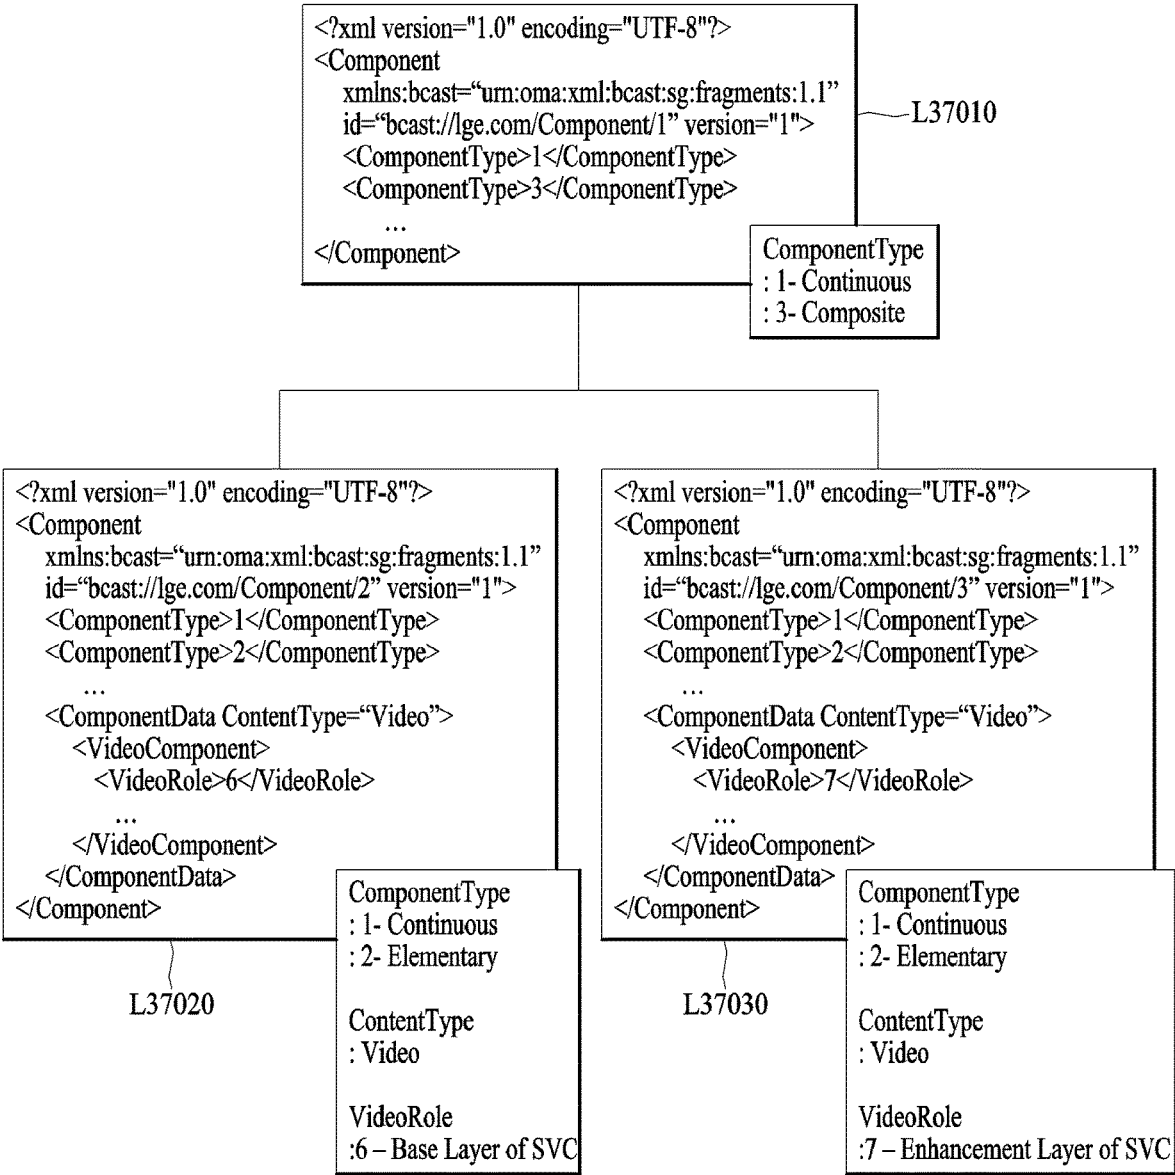 <?xml version="1.0" encoding="UTF-8"?>
<Component
xmlns:bcast=“urn:oma:xml:bcast:sg:fragments:1.1”
id=“bcast://lge.com/Component/1” version="1">
<ComponentType>1</ComponentType>
<ComponentType>3</ComponentType>
...
</Component>
L37010
ComponentType
: 1- Continuous
: 3- Composite
<?xml version="1.0" encoding="UTF-8"?>
<Component
xmlns:bcast=“urn:oma:xml:bcast:sg:fragments:1.1”
id=“bcast://lge.com/Component/2” version="1">
<ComponentType>1</ComponentType>
<ComponentType>2</ComponentType>
...
<ComponentData ContentType=“Video”>
<VideoComponent>
<VideoRole>6</VideoRole>
...
</VideoComponent>
</ComponentData>
</Component>
L37020
ComponentType
: 1- Continuous
: 2- Elementary
ContentType
: Video
VideoRole
:6 – Base Layer of SVC
<?xml version="1.0" encoding="UTF-8"?>
<Component
xmlns:bcast=“urn:oma:xml:bcast:sg:fragments:1.1”
id=“bcast://lge.com/Component/3” version="1">
<ComponentType>1</ComponentType>
<ComponentType>2</ComponentType>
...
<ComponentData ContentType=“Video”>
<VideoComponent>
<VideoRole>7</VideoRole>
...
</VideoComponent>
</ComponentData>
</Component>
L37030
ComponentType
: 1- Continuous
: 2- Elementary
ContentType
: Video
VideoRole
:7 – Enhancement Layer of SVC